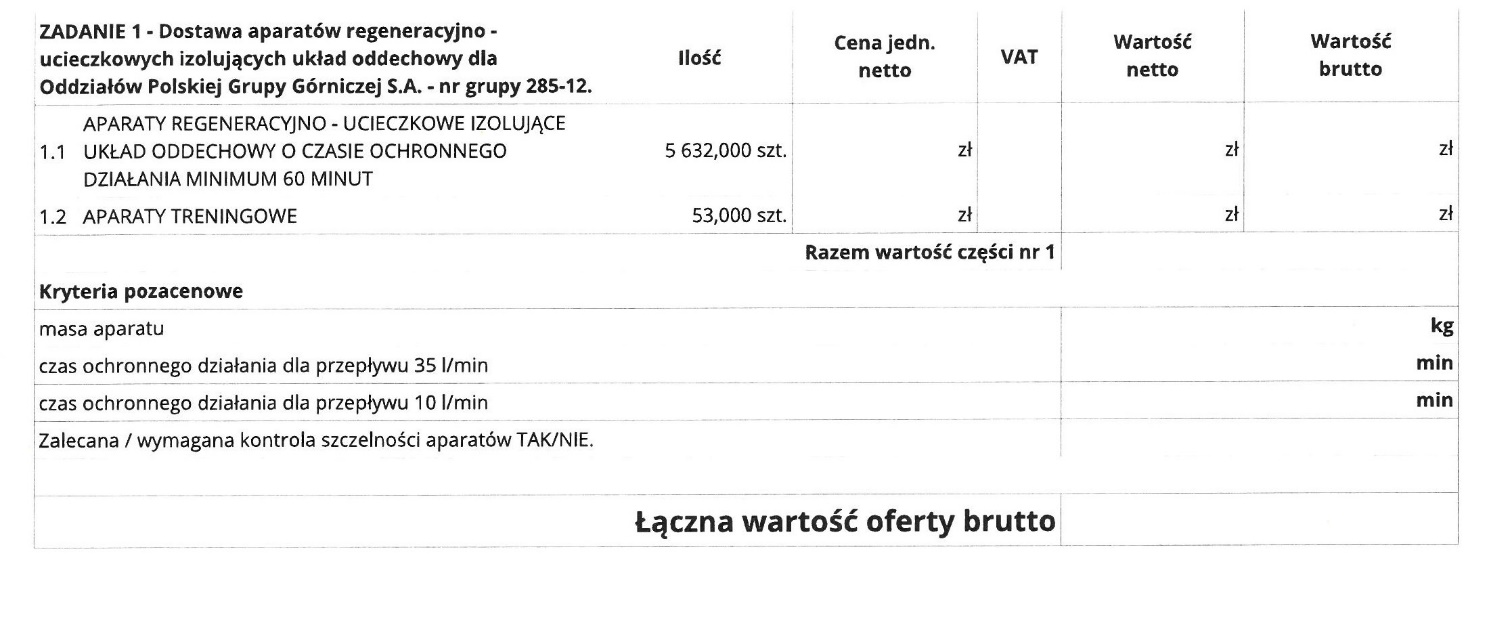 ZADANIE 1 - Dostawa aparatów regeneracyjno -
ucieczkowych izolujących układ oddechowy dla
Oddziałów Polskiej Grupy Górniczej S.A. - nr grupy 285-12.
Ilość
Cena jedn.
netto
VAT
Wartość
netto
Wartość
brutto
APARATY REGENERACYJNO - UCIECZKOWE IZOLUJĄCE
1.1 UKŁAD ODDECHOWY O CZASIE OCHRONNEGO 5 632,000 szt. zł zł zł
DZIAŁANIA MINIMUM 60 MINUT
1.2 APARATY TRENINGOWE 53,000 szt. zł zł zł
Razem wartość części nr 1
Kryteria pozacenowe
masa aparatu kg
czas ochronnego działania dla przepływu 35 l/min min
czas ochronnego działania dla przepływu 10 l/min min
Zalecana / wymagana kontrola szczelności aparatów TAK/NIE.
Łączna wartość oferty brutto